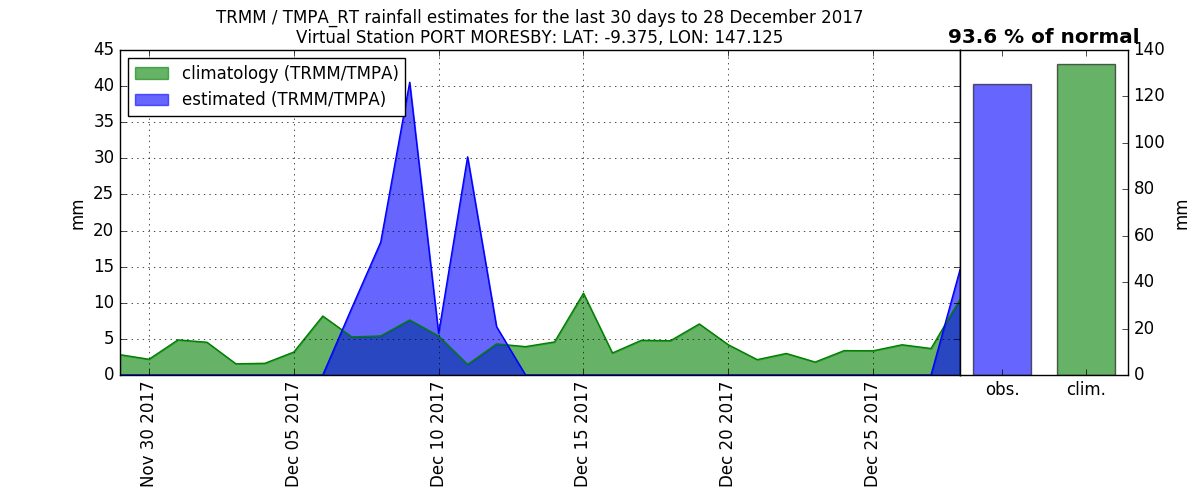 TRMM / TMPA_RT rainfall estimates for the last 30 days to 28 December 2017
Virtual Station PORT MORESBY: LAT: -9.375, LON: 147.125
93.6 % of normal
climatology (TRMM/TMPA)
estimated (TRMM/TMPA)
45
40
35
30
25
20
15
10
5
0
mm
Nov 30 2017
Dec 05 2017
Dec 10 2017
Dec 15 2017
Dec 20 2017
Dec 25 2017
obs.
clim.
140
120
100
80
60
40
20
0
mm